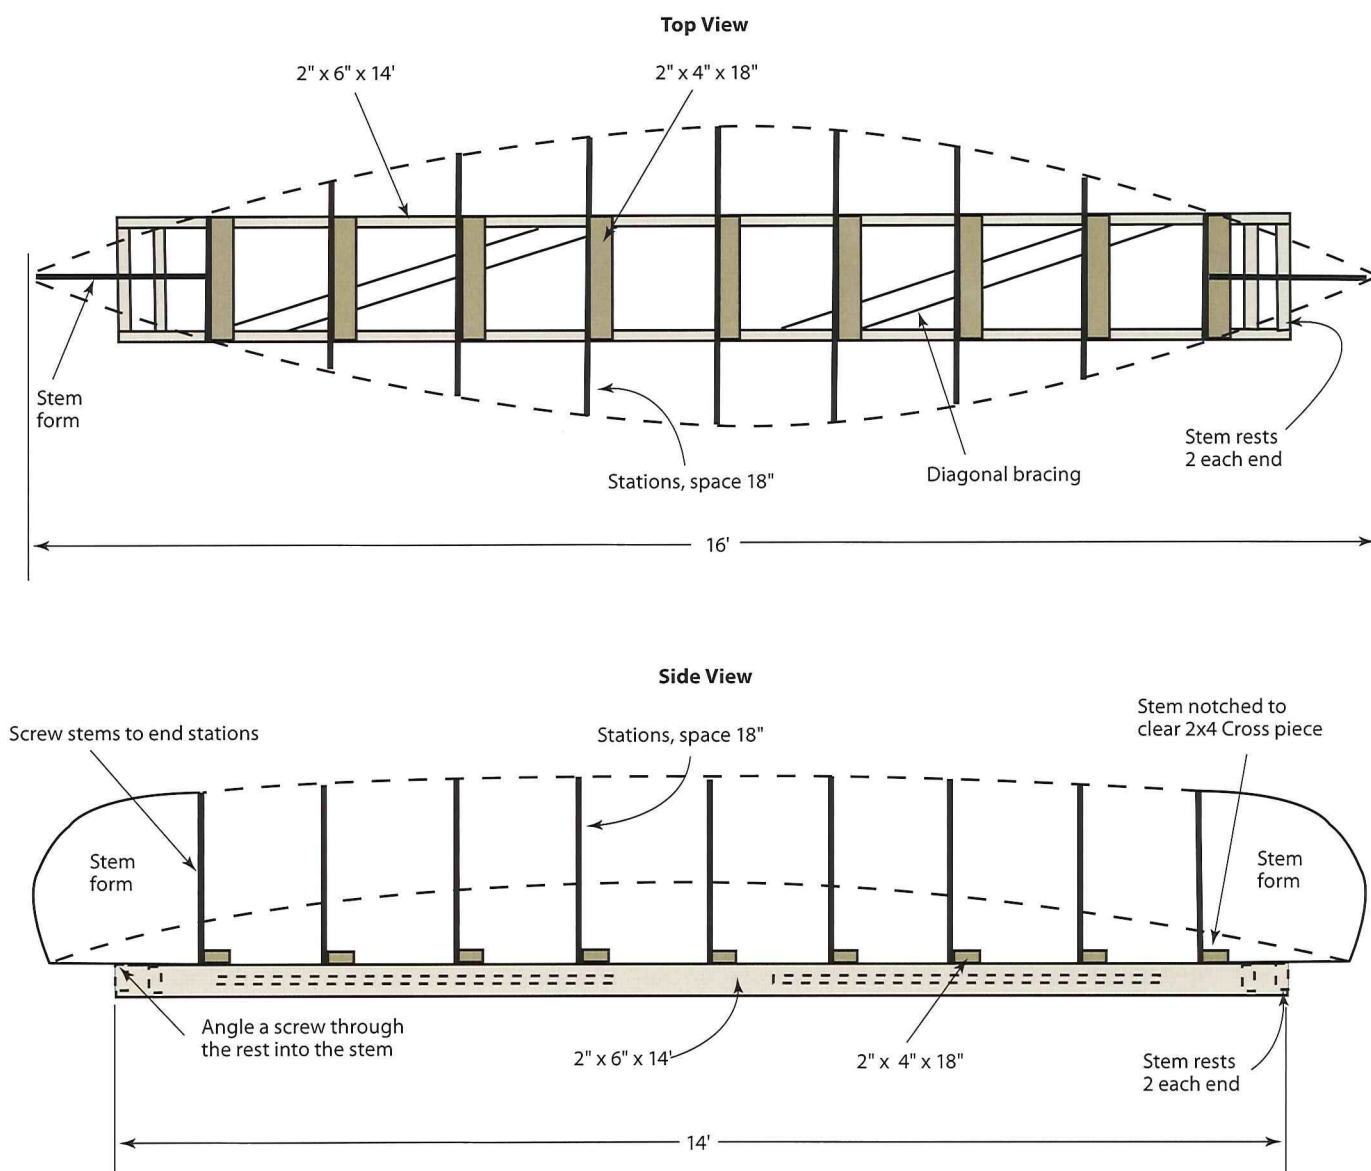 Top View
2" x 6" x 14'
2" x 4" x 18"
Stem
form
Stations, space 18"
Diagonal bracing
Stem rests
2 each end
16'
Side View
Screw stems to end stations
Stations, space 18"
Stem notched to
clear 2x4 Cross piece
Stem
form
Stem
form
Angle a screw through
the rest into the stem
2" x 6" x 14'
2" x 4" x 18"
Stem rests
2 each end
14'